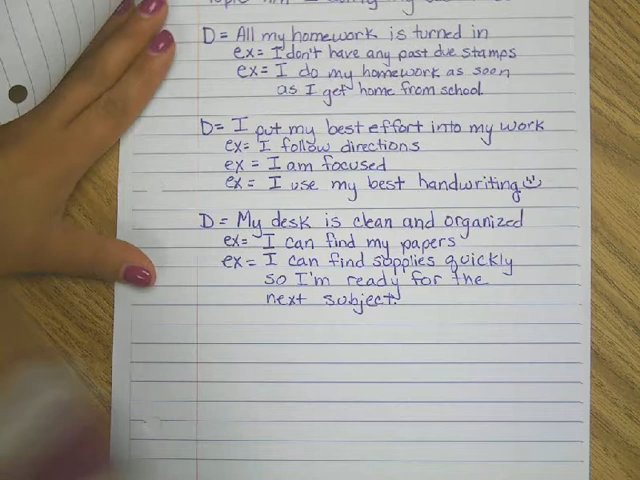 D = All my homework is turned in
ex = I don't have any past due stamps
ex = I do my homework as soon
as I get home from school.
D = I put my best effort into my work
ex = I follow directions
ex = I am focused
ex = I use my best handwriting
D = My desk is clean and organized
ex = I can find my papers
ex = I can find supplies quickly
so I'm ready for the
next subject.